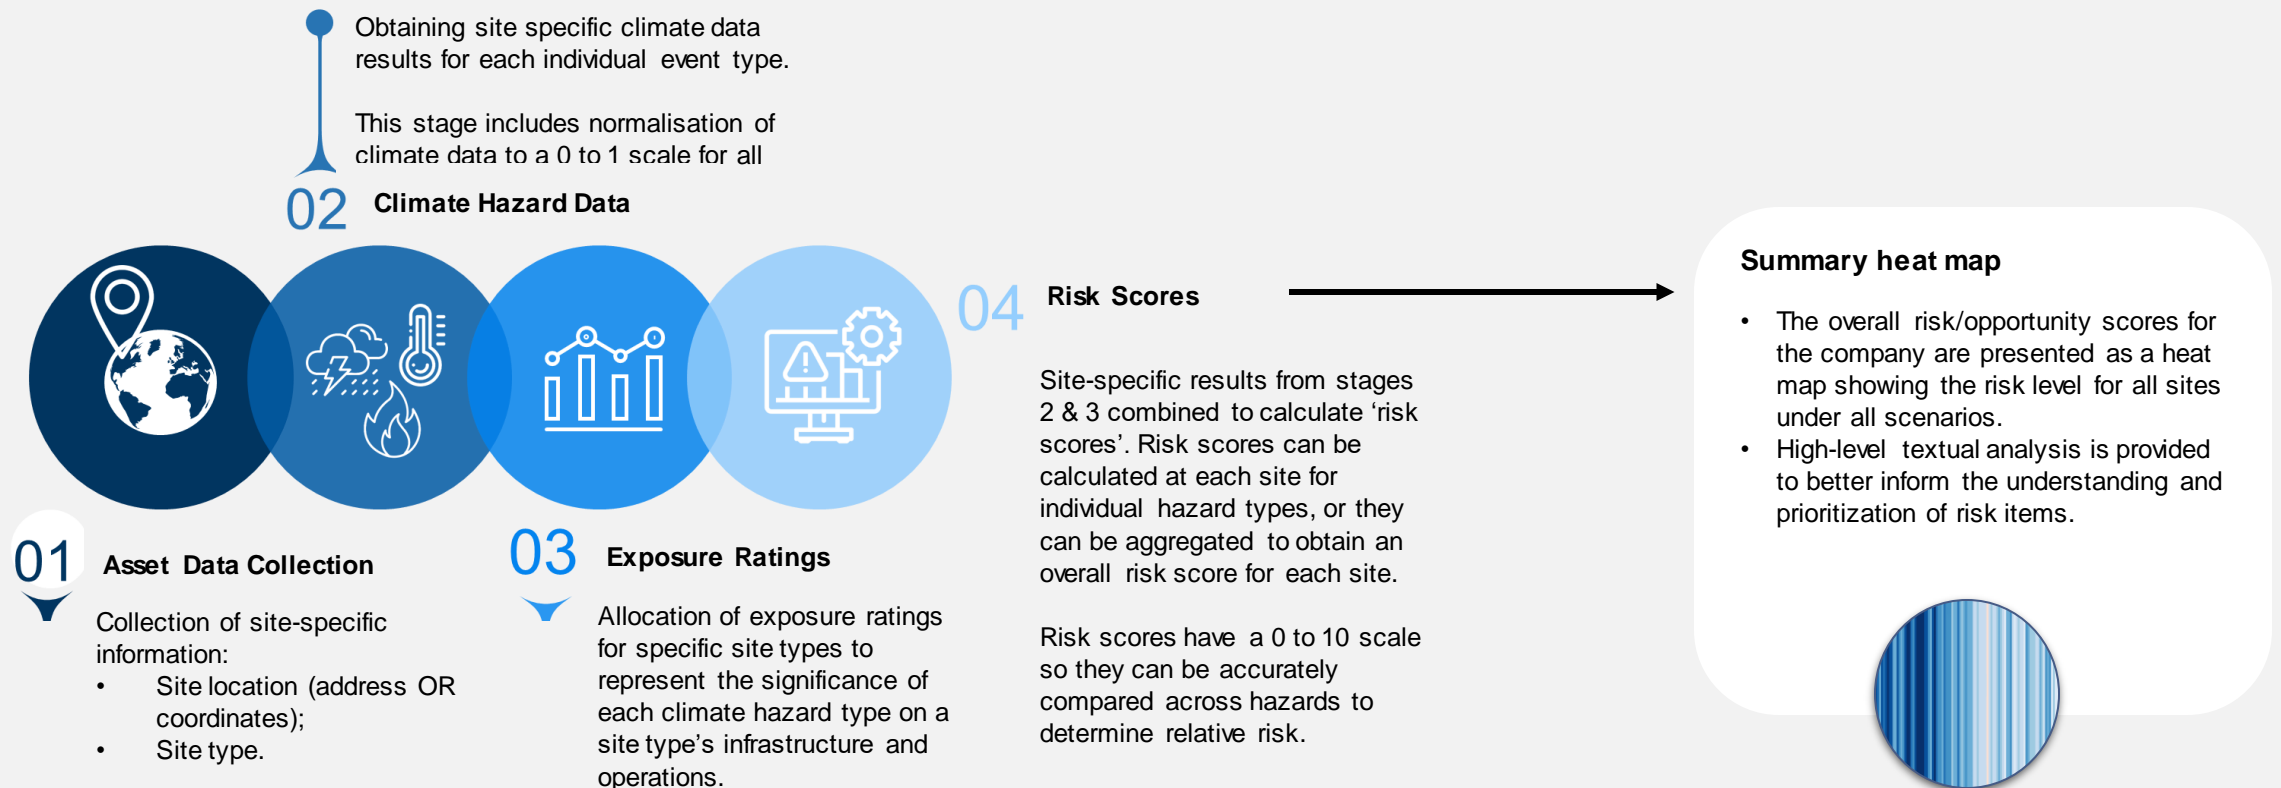 Obtaining site specific climate data
results for each individual event type.
This stage includes normalisation of
climate data to a 0 to 1 scale for all
02
Climate Hazard Data
01
Asset Data Collection
Collection of site-specific
information:
• Site location (address OR
coordinates);
• Site type.
03
Exposure Ratings
Allocation of exposure ratings
for specific site types to
represent the significance of
each climate hazard type on a
site type’s infrastructure and
operations.
04
Risk Scores
Site-specific results from stages
2 & 3 combined to calculate ‘risk
scores’. Risk scores can be
calculated at each site for
individual hazard types, or they
can be aggregated to obtain an
overall risk score for each site.
Risk scores have a 0 to 10 scale
so they can be accurately
compared across hazards to
determine relative risk.
Summary heat map
• The overall risk/opportunity scores for
the company are presented as a heat
map showing the risk level for all sites
under all scenarios.
• High-level textual analysis is provided
to better inform the understanding and
prioritization of risk items.